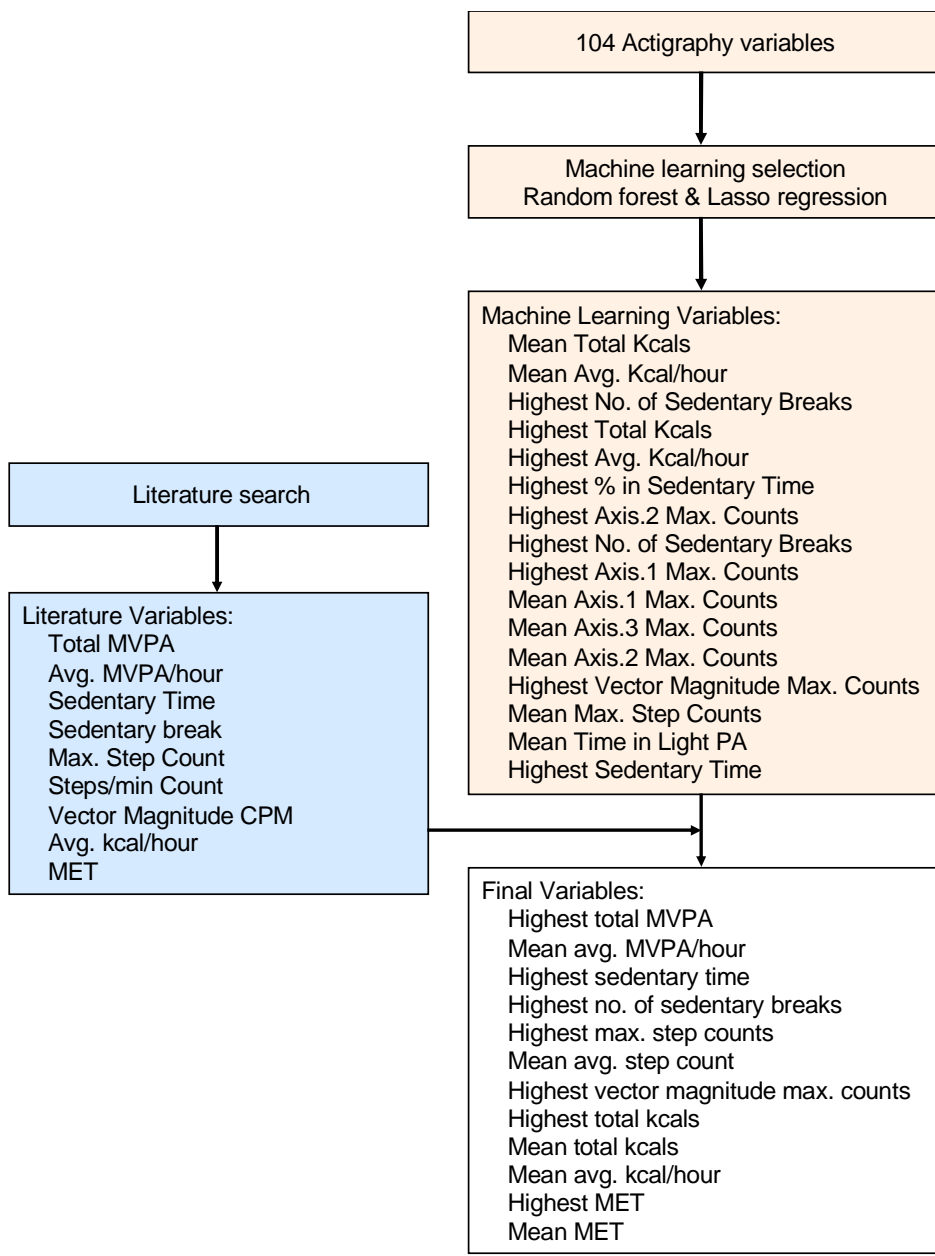 104 Actigraphy variables
Machine learning selection
Random forest & Lasso regression
Machine Learning Variables:
Mean Total Kcals
Mean Avg. Kcal/hour
Highest No. of Sedentary Breaks
Highest Total Kcals
Highest Avg. Kcal/hour
Highest % in Sedentary Time
Highest Axis.2 Max. Counts
Highest No. of Sedentary Breaks
Highest Axis.1 Max. Counts
Mean Axis.1 Max. Counts
Mean Axis.3 Max. Counts
Mean Axis.2 Max. Counts
Highest Vector Magnitude Max. Counts
Mean Max. Step Counts
Mean Time in Light PA
Highest Sedentary Time
Literature search
Literature Variables:
Total MVPA
Avg. MVPA/hour
Sedentary Time
Sedentary break
Max. Step Count
Steps/min Count
Vector Magnitude CPM
Avg. kcal/hour
MET
Final Variables:
Highest total MVPA
Mean avg. MVPA/hour
Highest sedentary time
Highest no. of sedentary breaks
Highest max. step counts
Mean avg. step count
Highest vector magnitude max. counts
Highest total kcals
Mean total kcals
Mean avg. kcal/hour
Highest MET
Mean MET